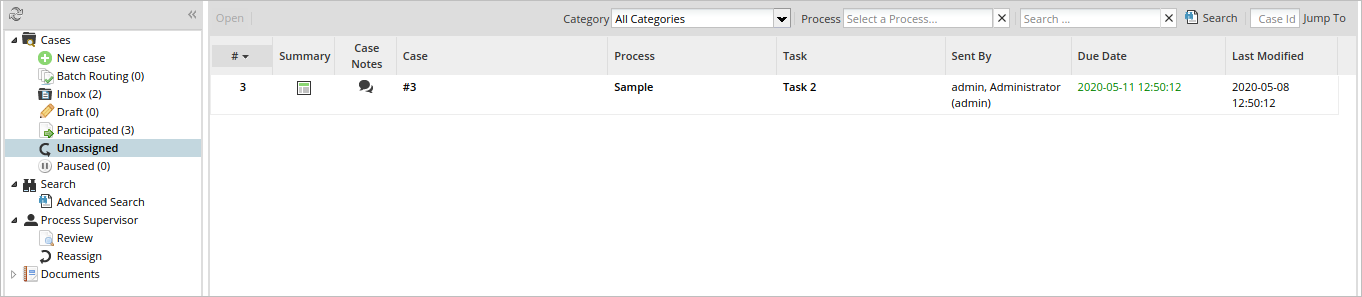 Open Category All Categories Process Select a Process... Search ... Search Case Id Jump To
Cases
New case
Batch Routing (0)
Inbox (2)
Draft (0)
Participated (3)
Unassigned
Paused (0)
Search
Advanced Search
Process Supervisor
Review
Reassign
Documents
# Summary Case Notes Case Process Task Sent By Due Date Last Modified
3 #3 Sample Task 2 admin, Administrator 2020-05-11 12:50:12 2020-05-08
(admin) 12:50:12